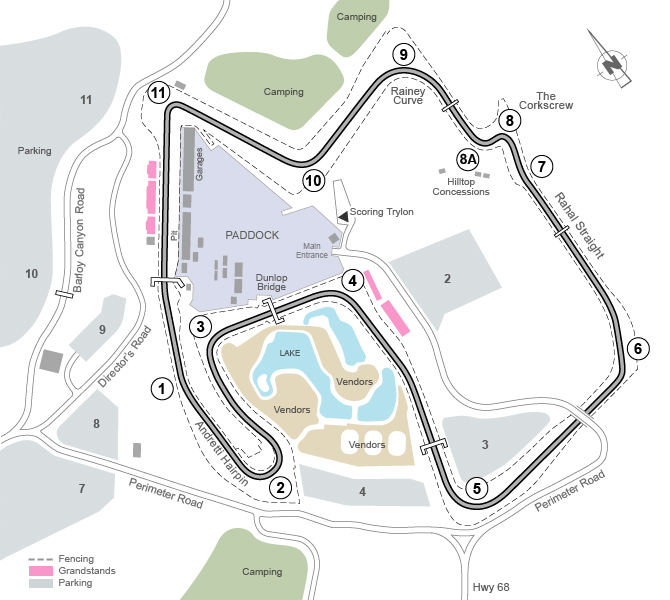 Camping
N
9
Rainey
Curve
The
Corkscrew
11
11
Camping
8
8A
7
Parking
Garages
10
Hilltop
Concessions
Barloy Canyon Road
Scoring Trylon
Rahal Straight
Pit
PADDOCK
Main
Entrance
10
Dunlop
Bridge
4
2
9
3
LAKE
6
Director's Road
1
Vendors
Vendors
8
Andretti Hairpin
Vendors
3
7
2
4
5
Perimeter Road
Perimeter Road
Fencing
Grandstands
Parking
Camping
Hwy 68